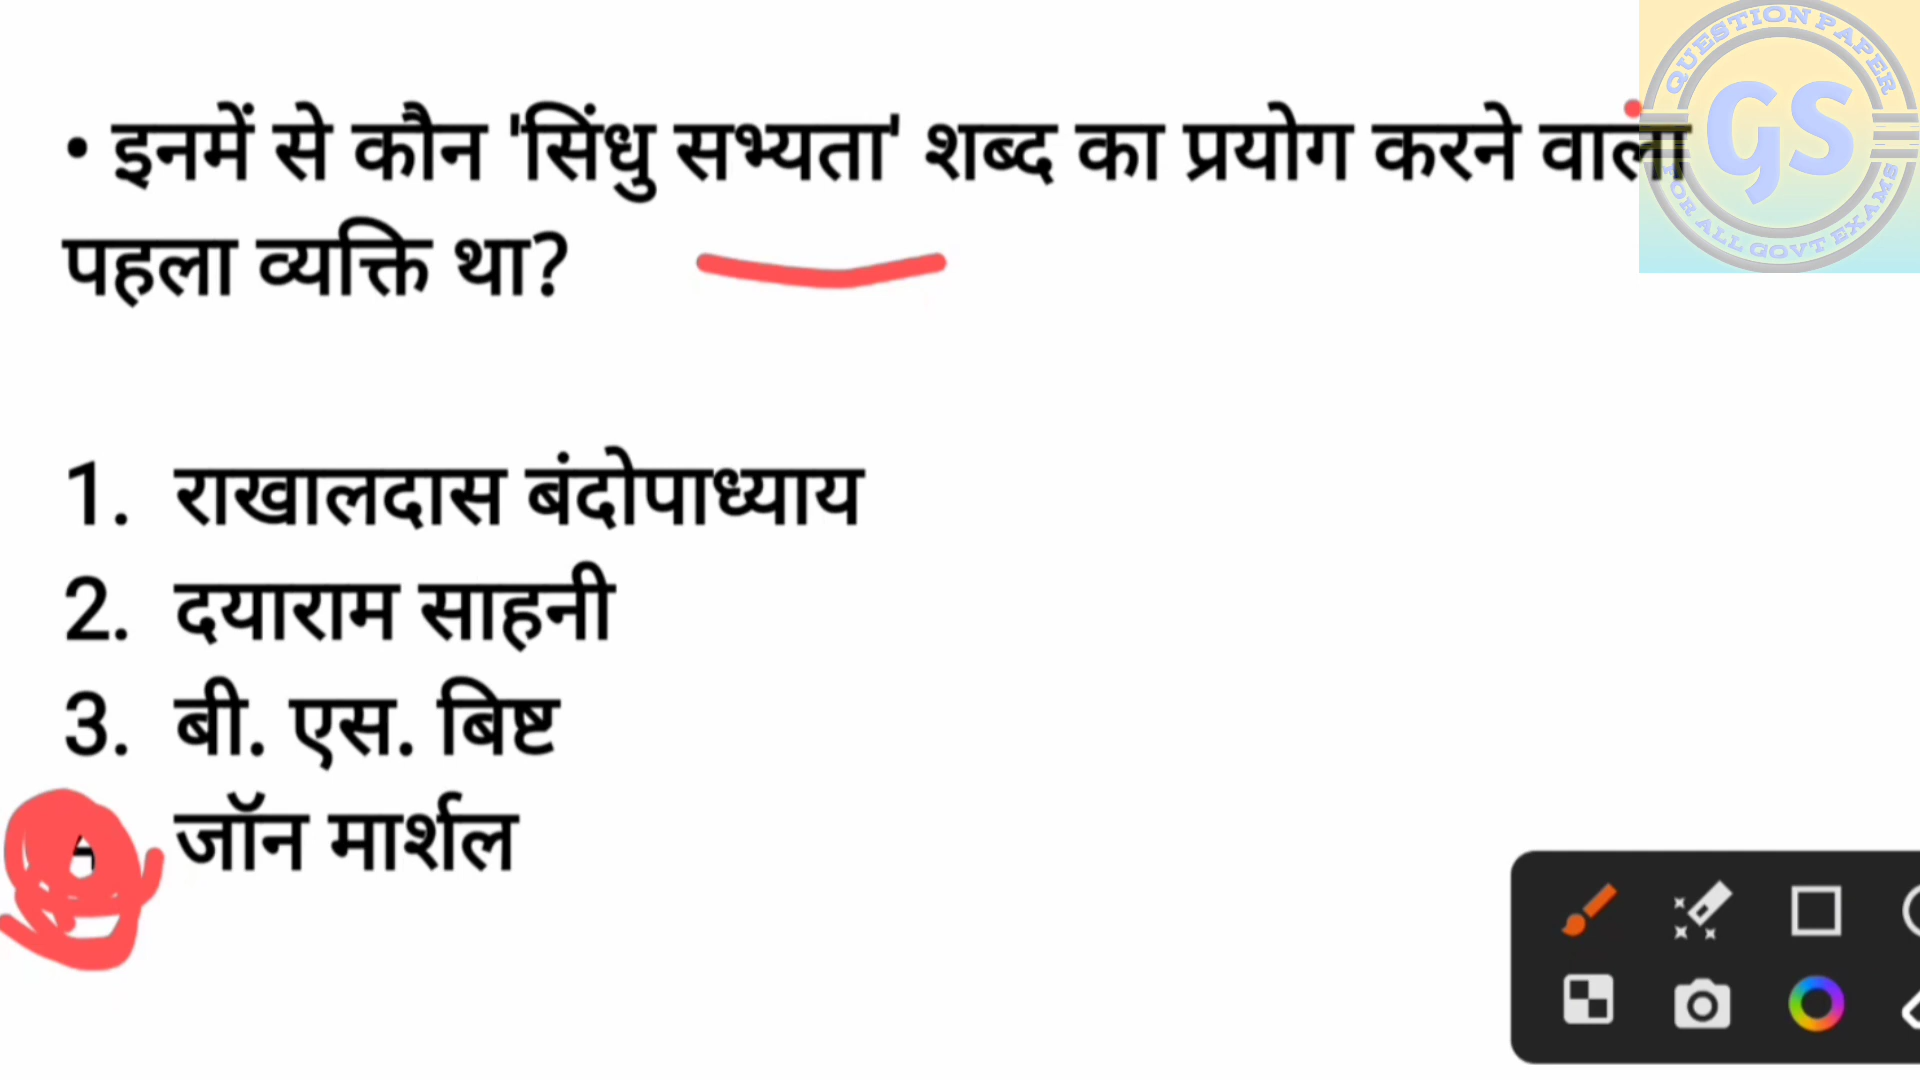 • इनमें से कौन 'सिंधु सभ्यता' शब्द का प्रयोग करने वाला
पहला व्यक्ति था?
1. राखालदास बंदोपाध्याय
2. दयाराम साहनी
3. बी. एस. बिष्ट
जॉन मार्शल
QUESTION PAPER
GS
FOR ALL GOVT EXAMS